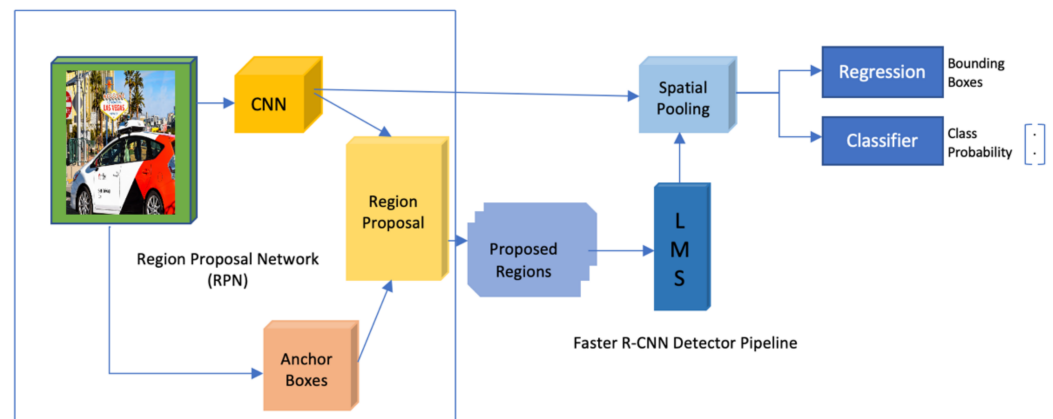 LAS VEGAS
CNN
Region
Proposal
Region Proposal Network
(RPN)
Anchor
Boxes
Proposed
Regions
L
M
S
Spatial
Pooling
Regression
Bounding
Boxes
Classifier
Class
Probability
Faster R-CNN Detector Pipeline